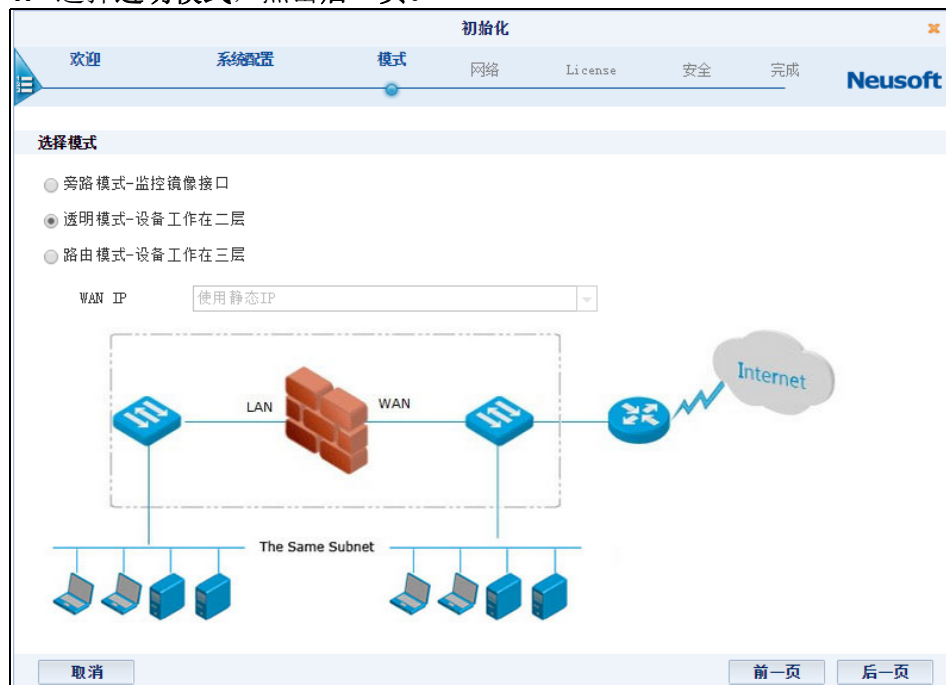 初始化
欢迎 系统配置 模式 网络 License 安全 完成
Neusoft
选择模式
旁路模式-监控镜像接口
透明模式-设备工作在二层
路由模式-设备工作在三层
WAN IP 使用静态IP
Internet
LAN WAN
The Same Subnet
取消 前一页 后一页